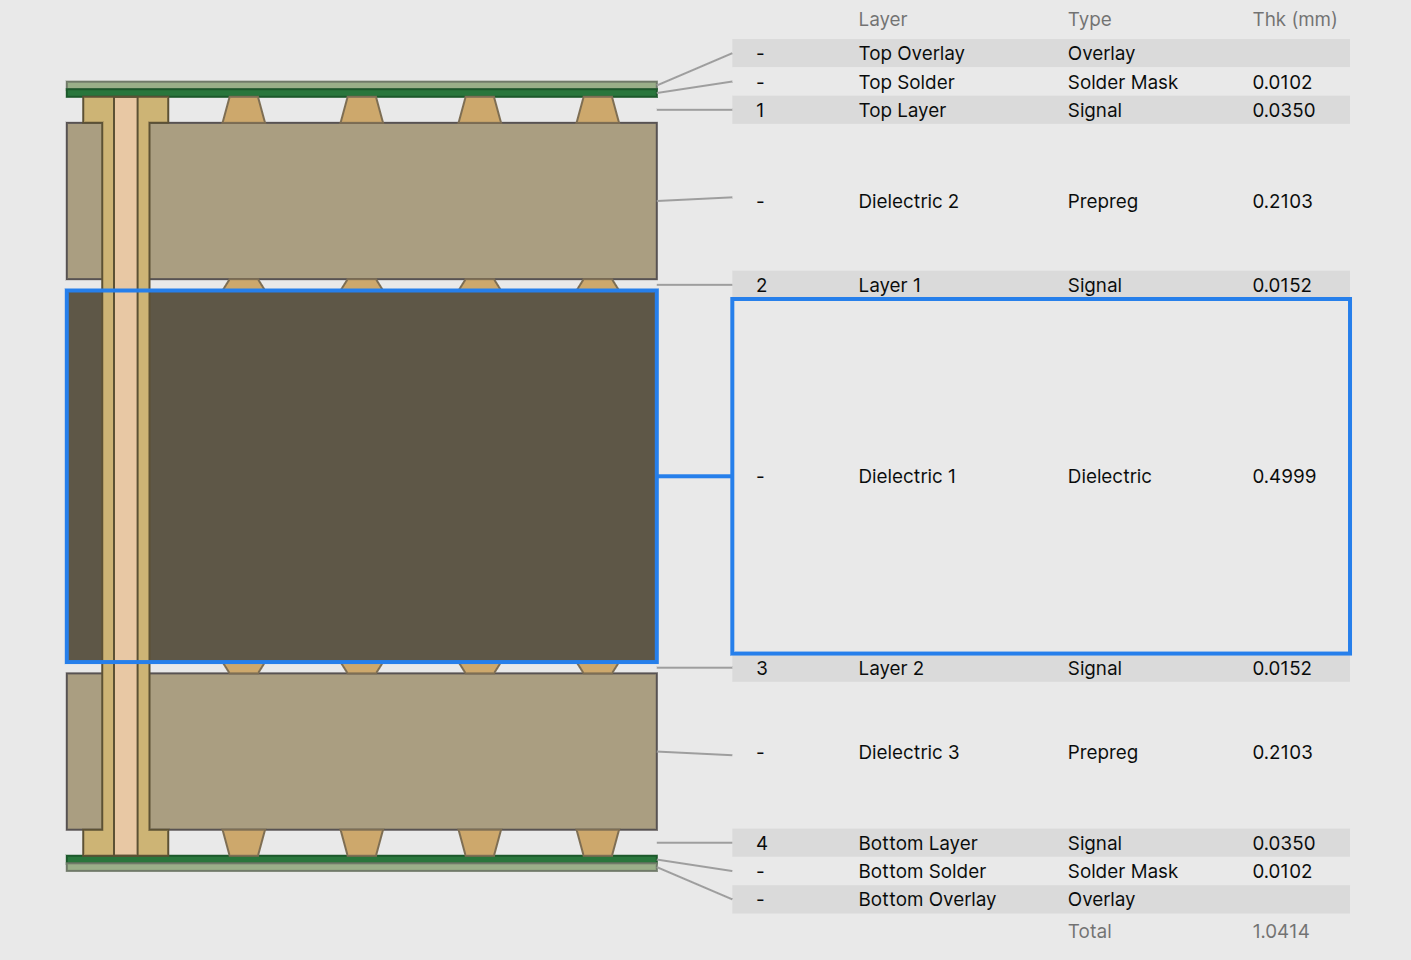 Layer Type Thk (mm)
- Top Overlay Overlay
- Top Solder Solder Mask 0.0102
1 Top Layer Signal 0.0350
- Dielectric 2 Prepreg 0.2103
2 Layer 1 Signal 0.0152
- Dielectric 1 Dielectric 0.4999
3 Layer 2 Signal 0.0152
- Dielectric 3 Prepreg 0.2103
4 Bottom Layer Signal 0.0350
- Bottom Solder Solder Mask 0.0102
- Bottom Overlay Overlay
Total 1.0414